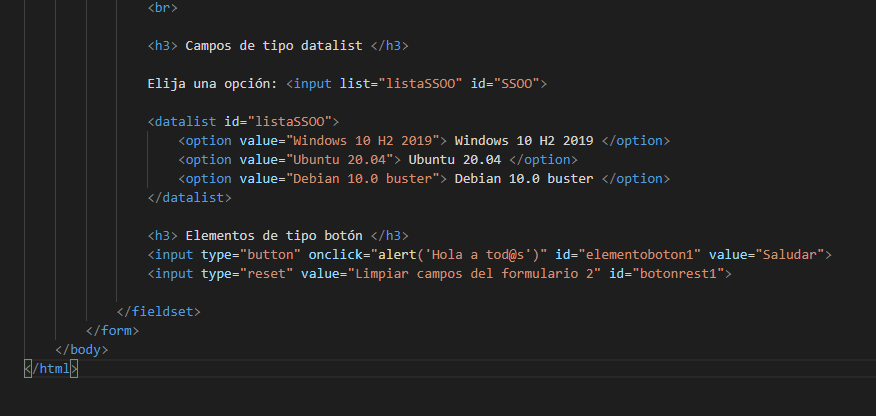 <br>
<h3> Campos de tipo datalist </h3>
Elija una opción: <input list="listaSSOO" id="SSOO">
<datalist id="listaSSOO">
<option value="Windows 10 H2 2019"> Windows 10 H2 2019 </option>
<option value="Ubuntu 20.04"> Ubuntu 20.04 </option>
<option value="Debian 10.0 buster"> Debian 10.0 buster </option>
</datalist>
<h3> Elementos de tipo botón </h3>
<input type="button" onclick="alert('Hola a tod@s')" id="elementoboton1" value="Saludar">
<input type="reset" value="Limpiar campos del formulario 2" id="botonrest1">
</fieldset>
</form>
</body>
</html>